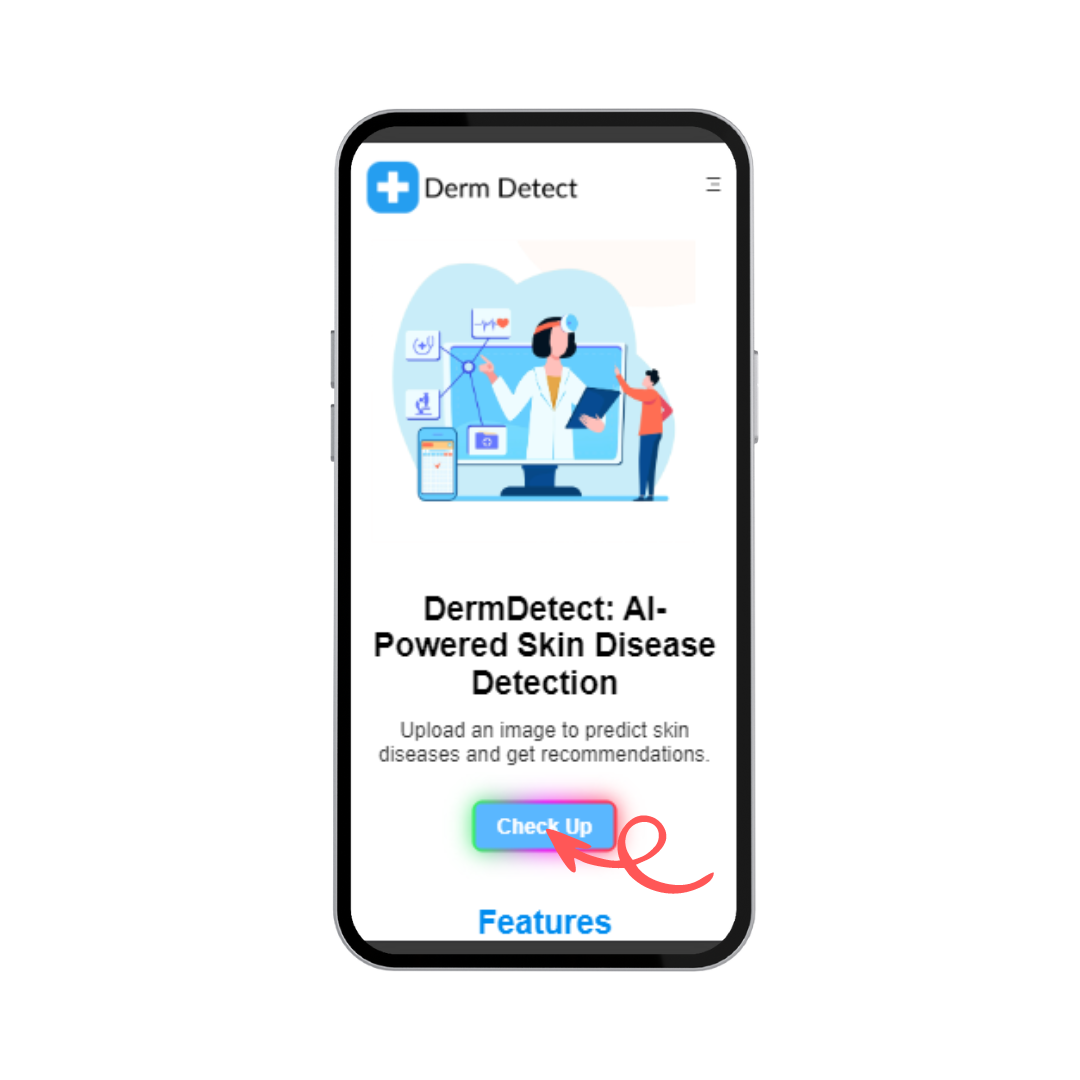 Derm Detect
DermDetect: AI-
Powered Skin Disease
Detection
Upload an image to predict skin
diseases and get recommendations.
Check Up
Features